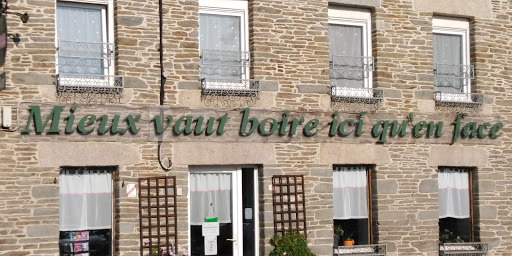 Mieux vaut boire ici qu'en face